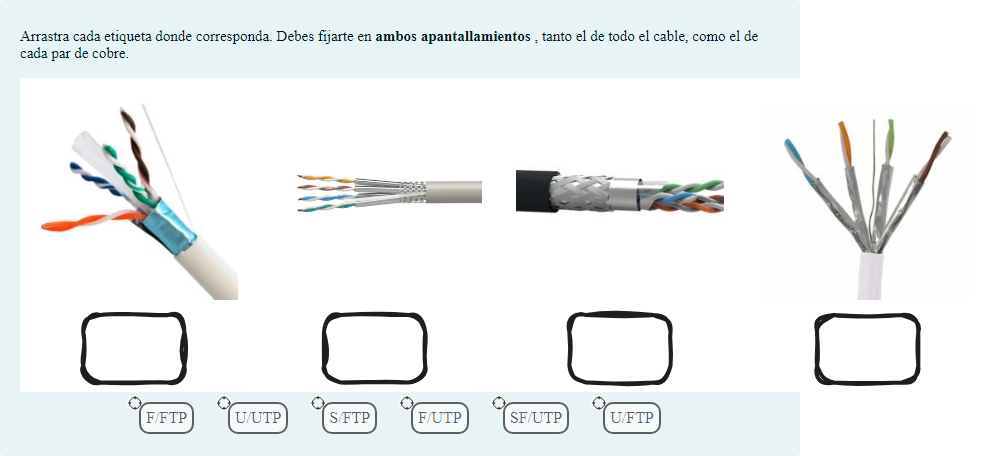 Arrastra cada etiqueta donde corresponda. Debes fijarte en ambos apantallamientos , tanto el de todo el cable, como el de
cada par de cobre.
F/FTP U/UTP S/FTP F/UTP SF/UTP U/FTP